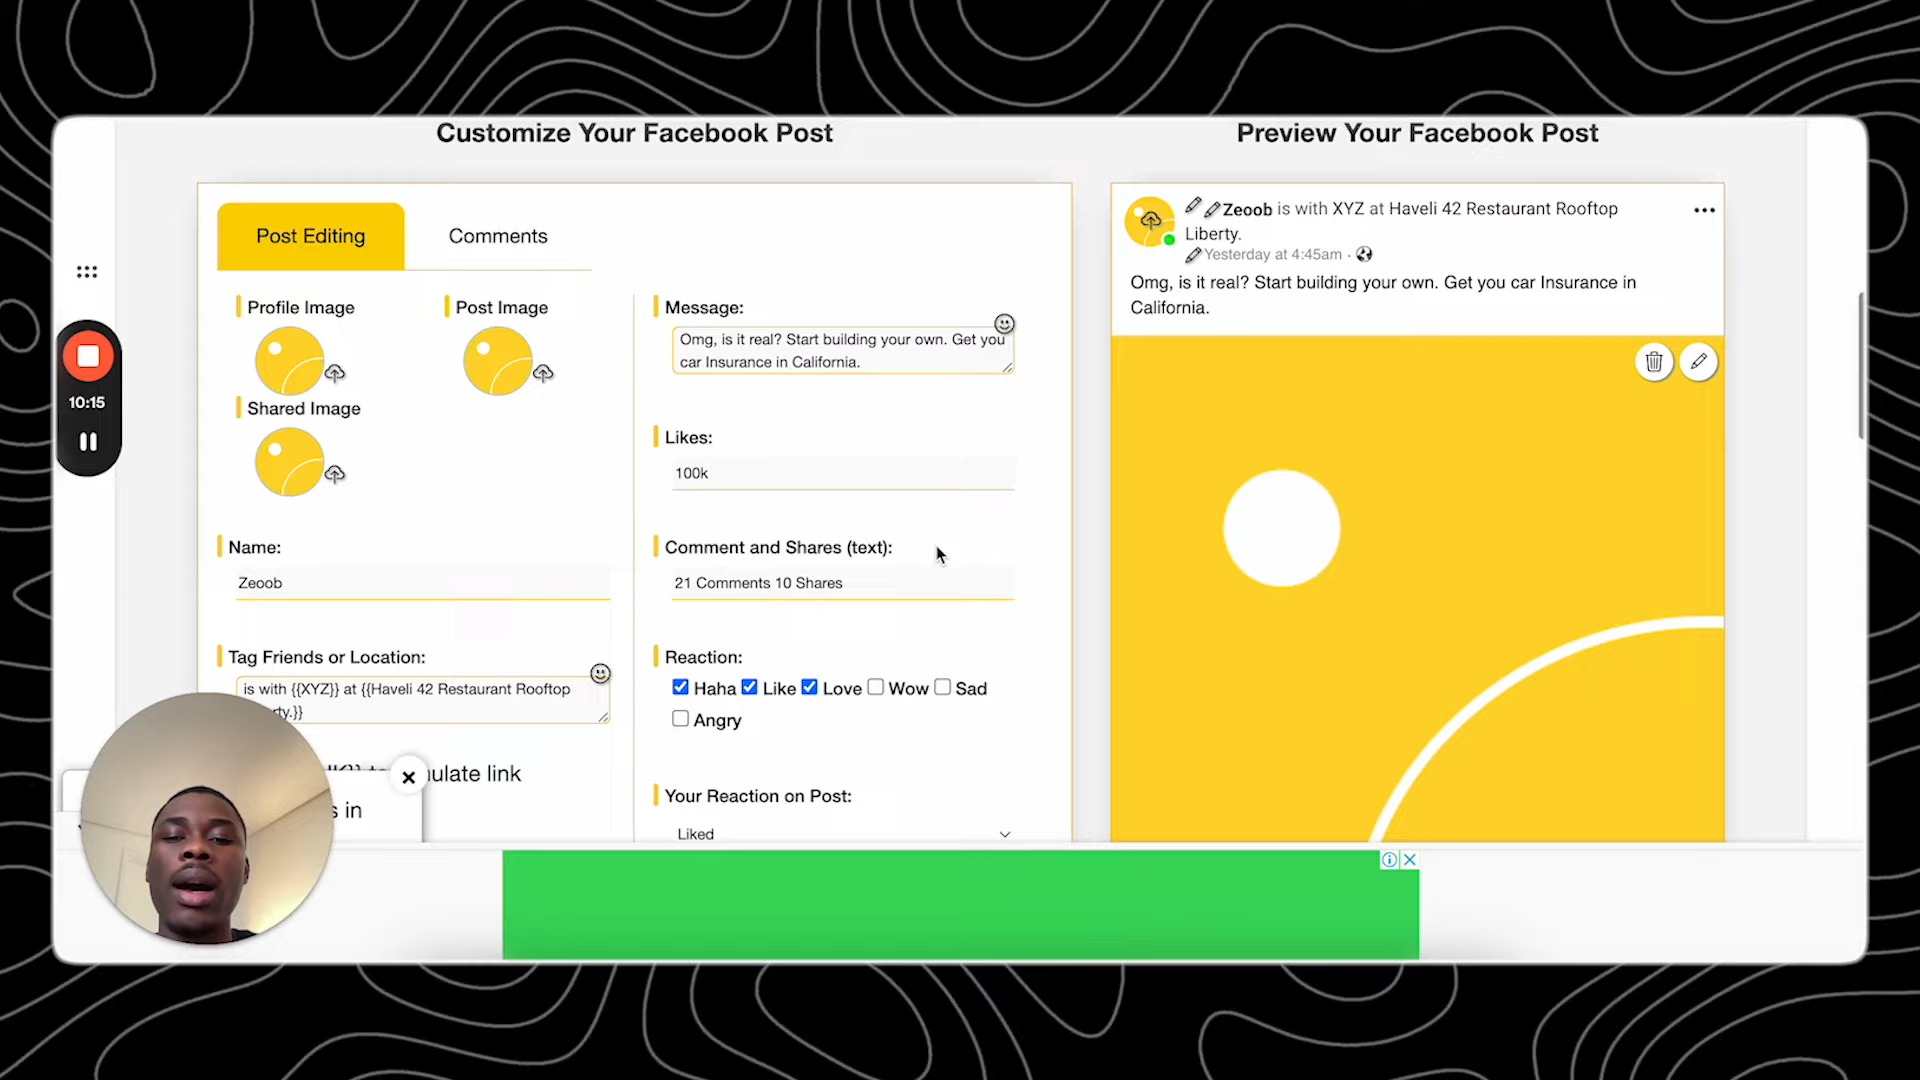 Customize Your Facebook Post
Preview Your Facebook Post
Post Editing
Comments
Profile Image
Post Image
Shared Image
Name:
Zeoob
Tag Friends or Location:
is with {{XYZ}} at {{Haveli 42 Restaurant Rooftop
rty.}}
ulate link
s in
Message:
Omg, is it real? Start building your own. Get you
car Insurance in California.
Likes:
100k
Comment and Shares (text):
21 Comments 10 Shares
Reaction:
Haha Like Love Wow Sad
Angry
Your Reaction on Post:
Liked
Zeoob is with XYZ at Haveli 42 Restaurant Rooftop
Liberty.
Yesterday at 4:45am ·
Omg, is it real? Start building your own. Get you car Insurance in
California.
10:15